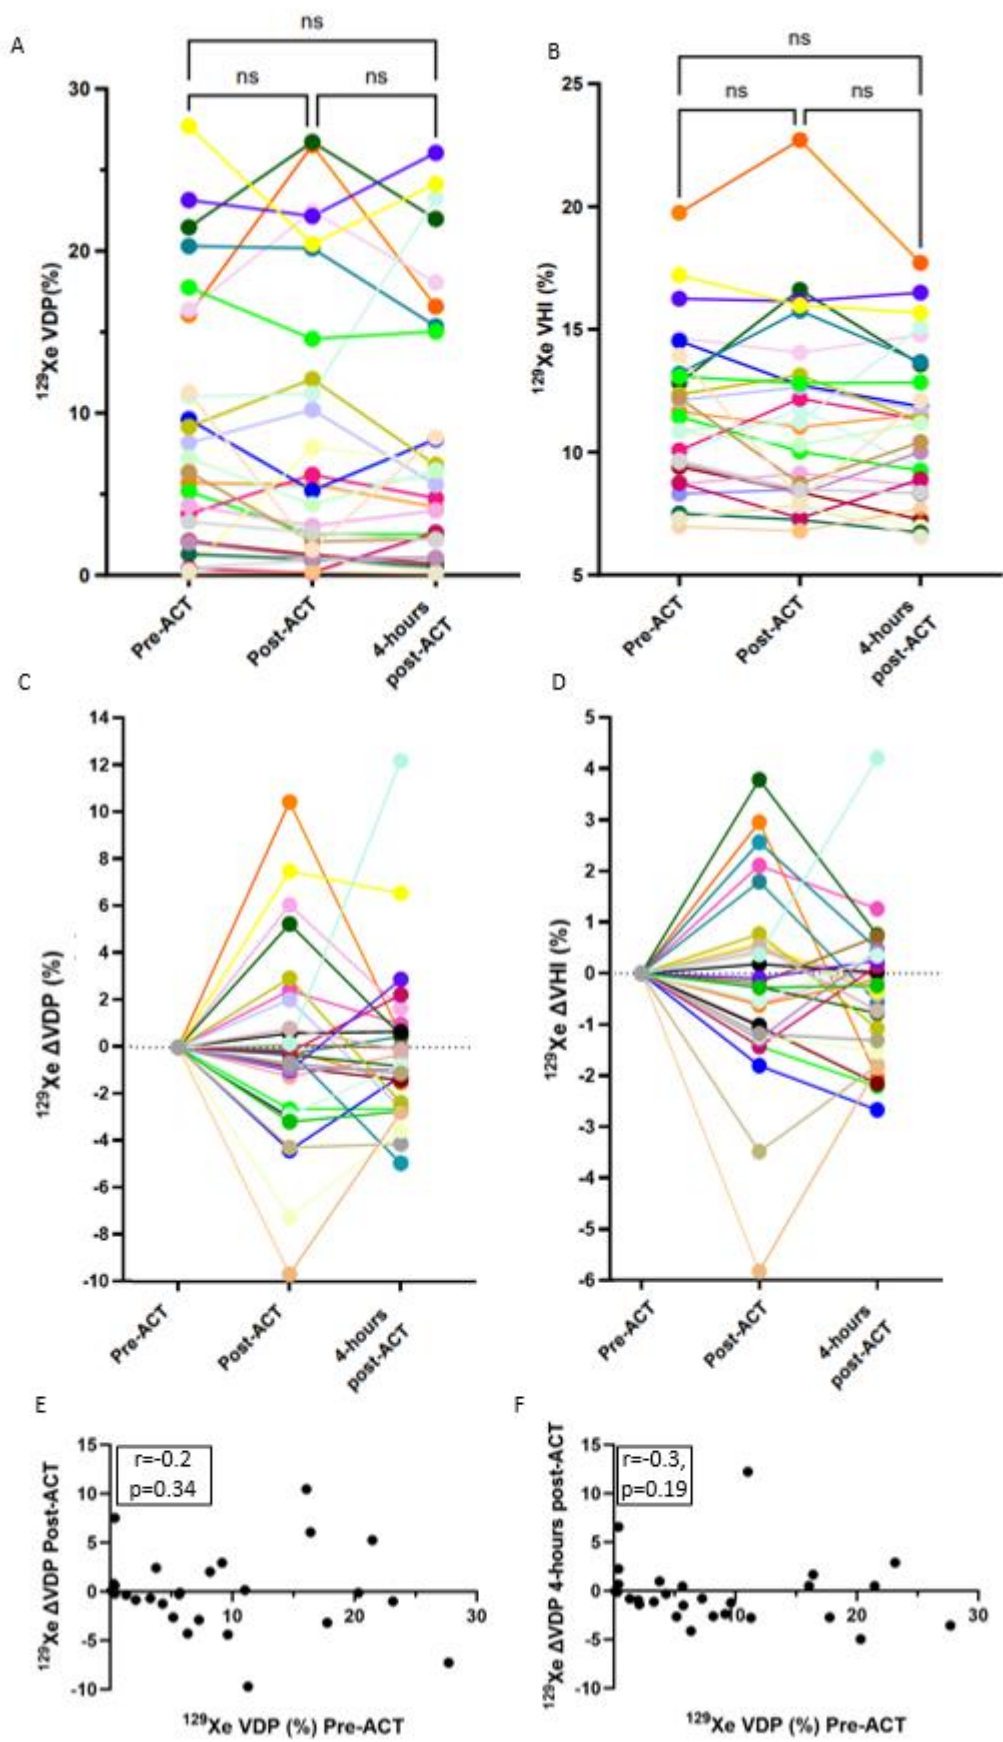 A
ns
ns
ns
30
20
10
0
¹²⁹Xe VDP(%)
Pre-ACT
Post-ACT
4-hours
post-ACT
B
ns
ns
ns
25
20
15
10
5
¹²⁹Xe VHI (%)
Pre-ACT
Post-ACT
4-hours
post-ACT
C
14
12
10
8
6
4
2
0
-2
-4
-6
-8
-10
¹²⁹Xe ΔVDP (%)
Pre-ACT
Post-ACT
4-hours
post-ACT
D
5
4
3
2
1
0
-1
-2
-3
-4
-5
-6
¹²⁹Xe ΔVHI (%)
Pre-ACT
Post-ACT
4-hours
post-ACT
E
r=-0.2
p=0.34
15
10
5
0
-5
-10
10
20
30
¹²⁹Xe ΔVDP Post-ACT
¹²⁹Xe VDP (%) Pre-ACT
F
r=-0.3,
p=0.19
15
10
5
0
-5
-10
10
20
30
¹²⁹Xe ΔVDP 4-hours post-ACT
¹²⁹Xe VDP (%) Pre-ACT